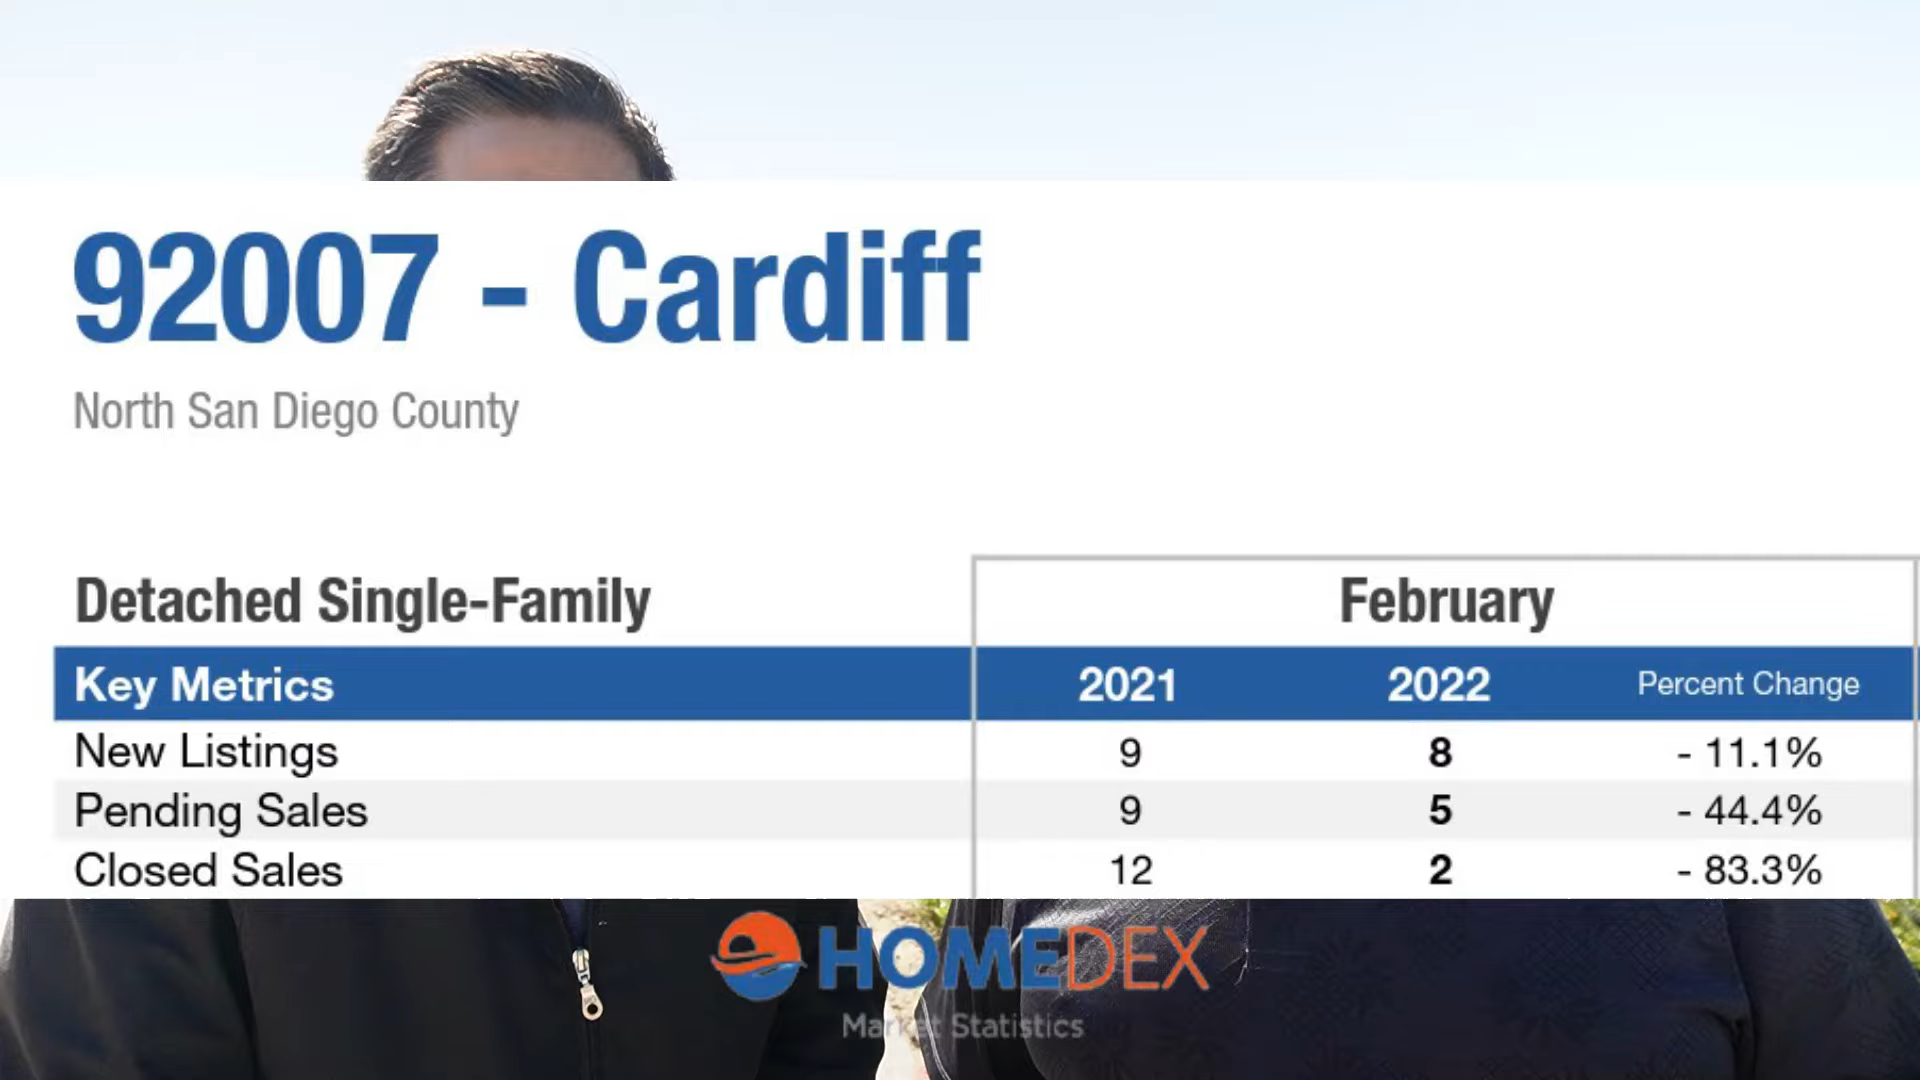 92007 - Cardiff
North San Diego County
Detached Single-Family February
Key Metrics 2021 2022 Percent Change
New Listings 9 8 - 11.1%
Pending Sales 9 5 - 44.4%
Closed Sales 12 2 - 83.3%
HOMEDEX
Market Statistics